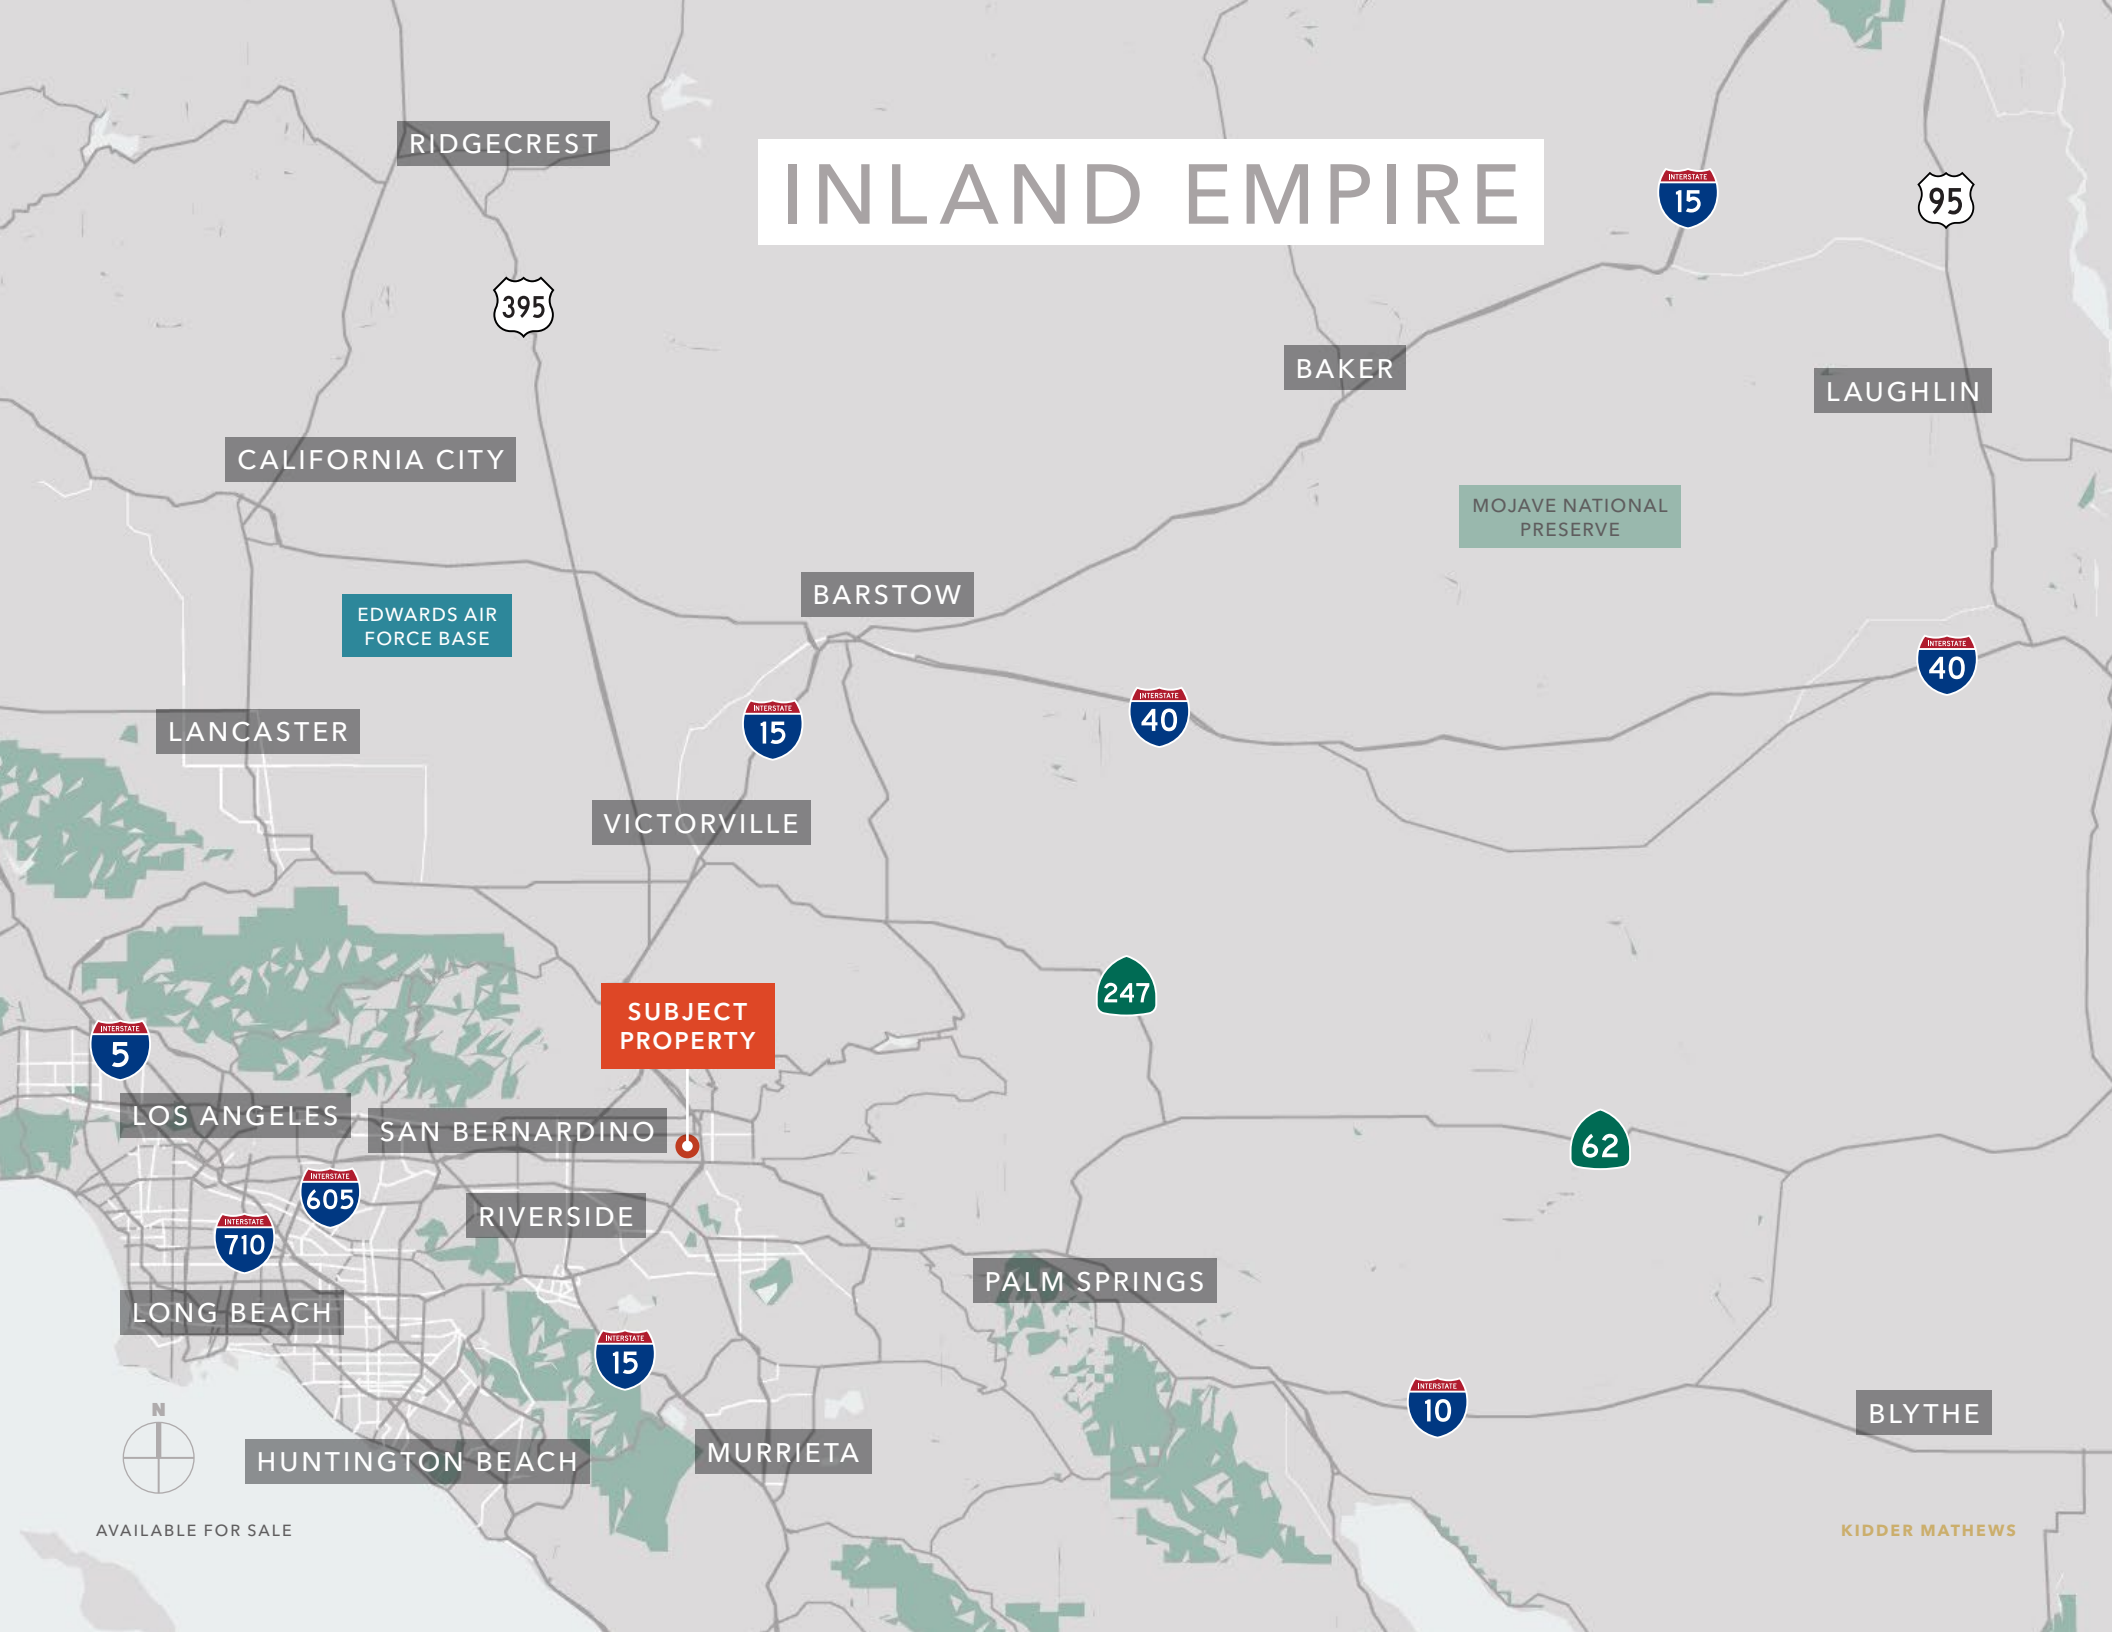 RIDGECREST
INLAND EMPIRE
INTERSTATE
15
95
395
BAKER
LAUGHLIN
CALIFORNIA CITY
MOJAVE NATIONAL
PRESERVE
BARSTOW
EDWARDS AIR
FORCE BASE
INTERSTATE
40
INTERSTATE
40
LANCASTER
INTERSTATE
15
VICTORVILLE
247
SUBJECT
PROPERTY
INTERSTATE
5
LOS ANGELES
SAN BERNARDINO
62
INTERSTATE
605
RIVERSIDE
INTERSTATE
710
PALM SPRINGS
LONG BEACH
INTERSTATE
15
INTERSTATE
10
BLYTHE
N
HUNTINGTON BEACH
MURRIETA
AVAILABLE FOR SALE
KIDDER MATHEWS